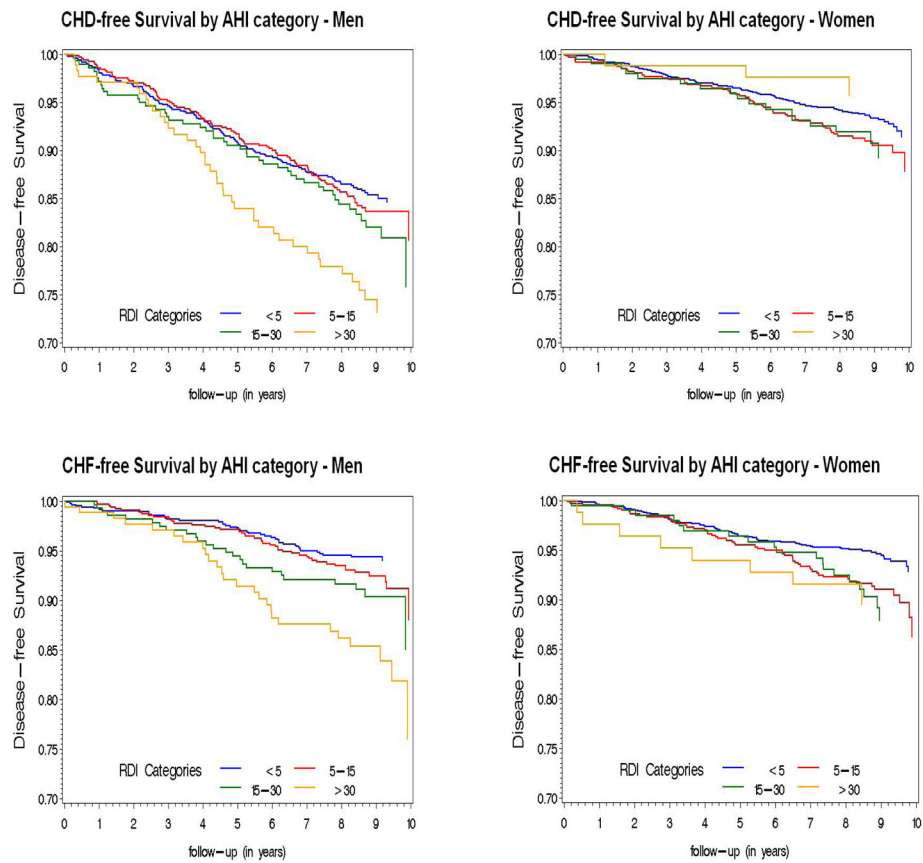 CHD-free Survival by AHI category - Men
1.00
0.95
0.90
0.85
0.80
0.75
0.70
Disease-free Survival
RDI Categories <5 5-15
15-30 >30
0 1 2 3 4 5 6 7 8 9 10
follow-up (in years)
CHD-free Survival by AHI category - Women
1.00
0.95
0.90
0.85
0.80
0.75
0.70
Disease-free Survival
RDI Categories <5 5-15
15-30 >30
0 1 2 3 4 5 6 7 8 9 10
follow-up (in years)
CHF-free Survival by AHI category - Men
1.00
0.95
0.90
0.85
0.80
0.75
0.70
Disease-free Survival
RDI Categories <5 5-15
15-30 >30
0 1 2 3 4 5 6 7 8 9 10
follow-up (in years)
CHF-free Survival by AHI category - Women
1.00
0.95
0.90
0.85
0.80
0.75
0.70
Disease-free Survival
RDI Categories <5 5-15
15-30 >30
0 1 2 3 4 5 6 7 8 9 10
follow-up (in years)